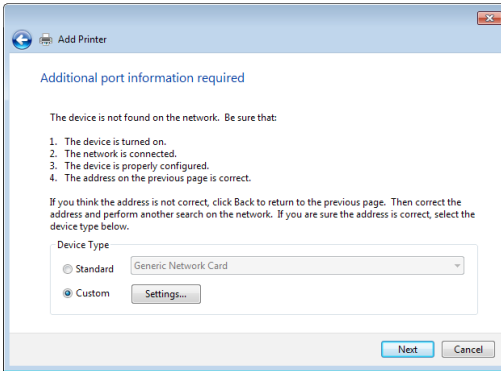 Add Printer
Additional port information required
The device is not found on the network.  Be sure that:
1.  The device is turned on.
2.  The network is connected.
3.  The device is properly configured.
4.  The address on the previous page is correct.
If you think the address is not correct, click Back to return to the previous page.  Then correct the
address and perform another search on the network.  If you are sure the address is correct, select the
device type below.
Device Type
Standard
Generic Network Card
Custom
Settings...
Next
Cancel